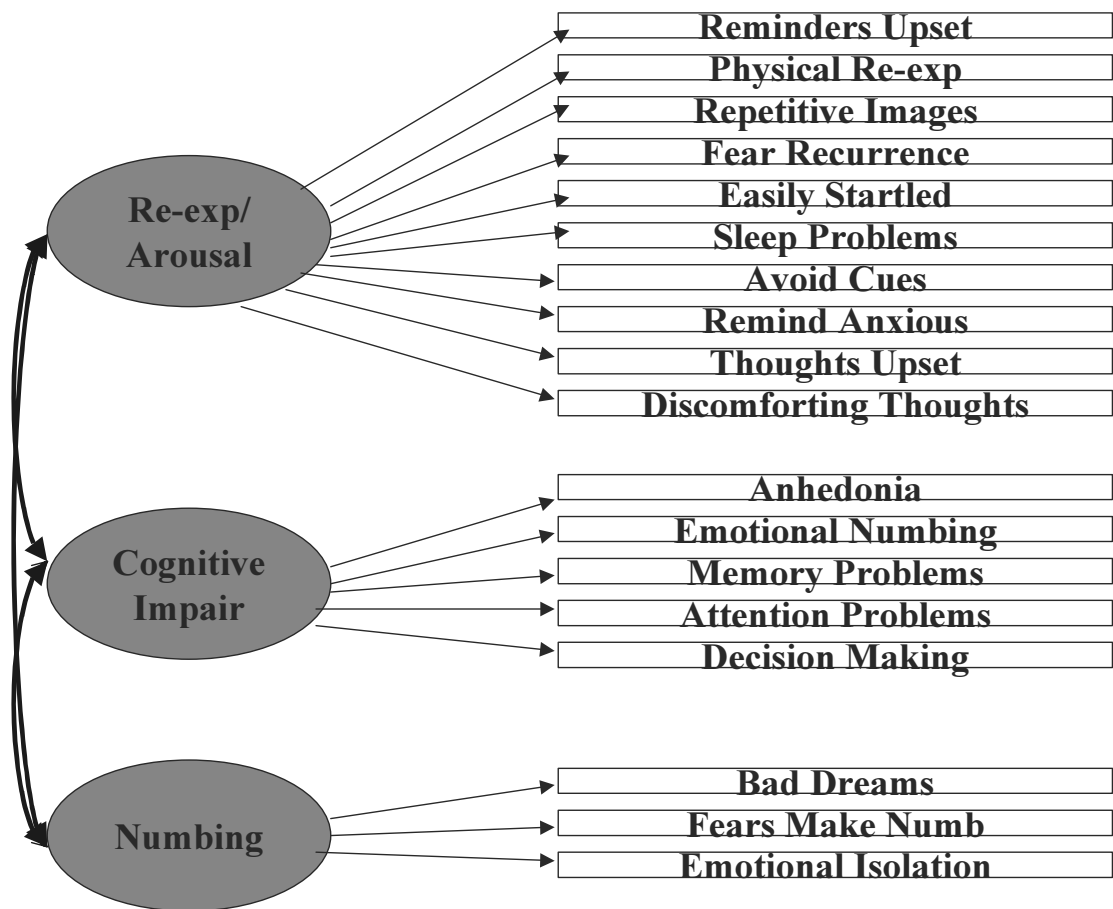 Reminders Upset
Physical Re-exp
Repetitive Images
Fear Recurrence
Re-exp/
Arousal
Easily Startled
Sleep Problems
Avoid Cues
Remind Anxious
Thoughts Upset
Discomforting Thoughts
Cognitive
Impair
Anhedonia
Emotional Numbing
Memory Problems
Attention Problems
Decision Making
Numbing
Bad Dreams
Fears Make Numb
Emotional Isolation